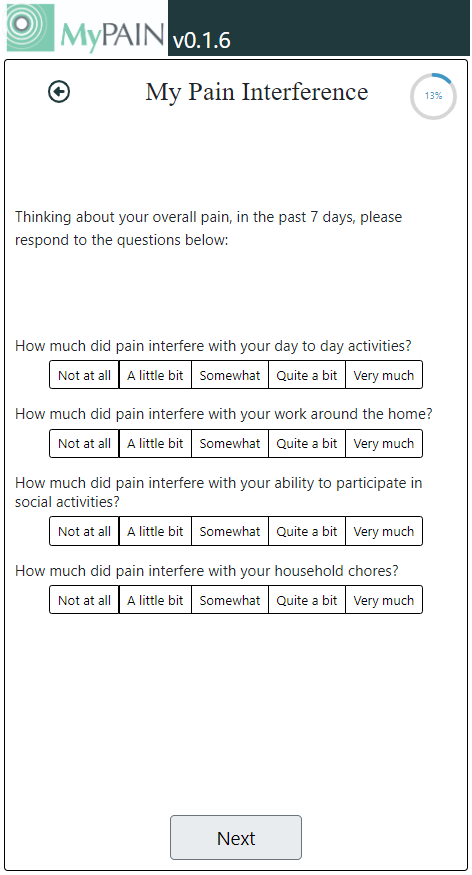 MyPAIN v0.1.6
My Pain Interference
13%
Thinking about your overall pain, in the past 7 days, please
respond to the questions below:
How much did pain interfere with your day to day activities?
Not at all A little bit Somewhat Quite a bit Very much
How much did pain interfere with your work around the home?
Not at all A little bit Somewhat Quite a bit Very much
How much did pain interfere with your ability to participate in
social activities?
Not at all A little bit Somewhat Quite a bit Very much
How much did pain interfere with your household chores?
Not at all A little bit Somewhat Quite a bit Very much
Next